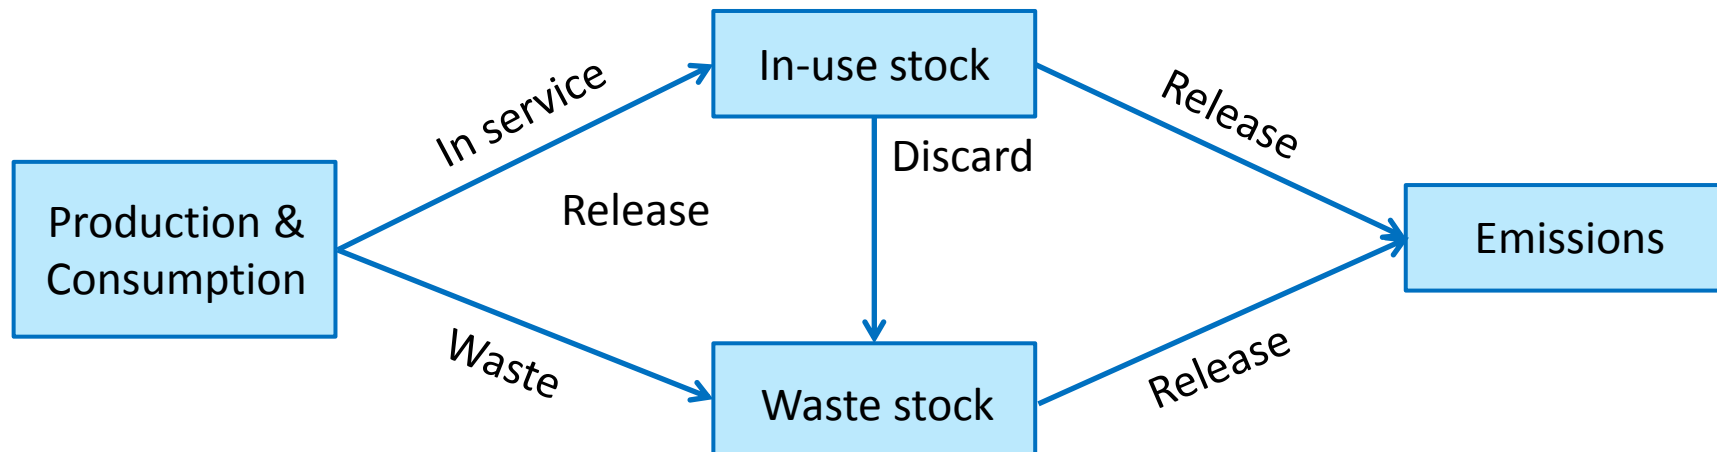 In-use stock
In service
Release
Discard
Production &
Consumption
Release
Emissions
Waste
Release
Waste stock